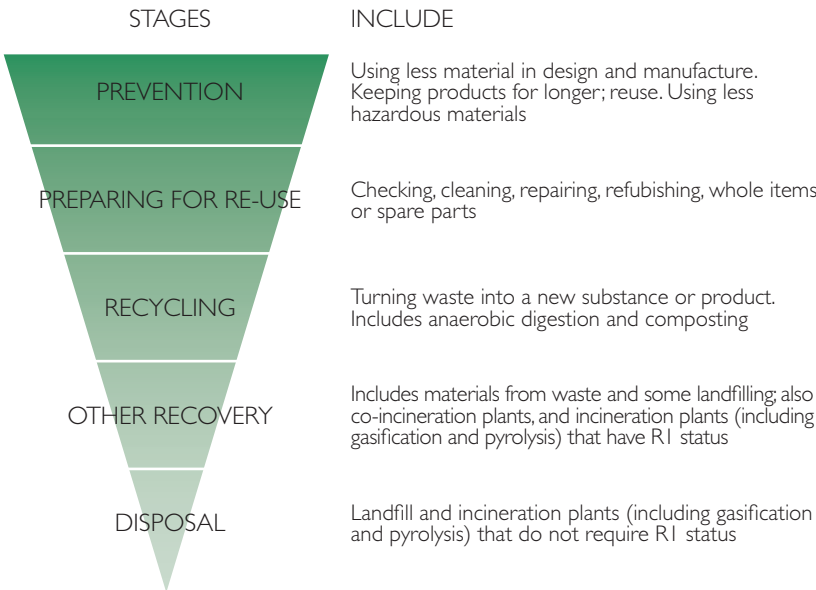 STAGES
INCLUDE
PREVENTION
Using less material in design and manufacture.
Keeping products for longer; reuse. Using less
hazardous materials
PREPARING FOR RE-USE
Checking, cleaning, repairing, refubishing, whole items
or spare parts
RECYCLING
Turning waste into a new substance or product.
Includes anaerobic digestion and composting
OTHER RECOVERY
Includes materials from waste and some landfilling; also
co-incineration plants, and incineration plants (including
gasification and pyrolysis) that have R1 status
DISPOSAL
Landfill and incineration plants (including gasification
and pyrolysis) that do not require R1 status